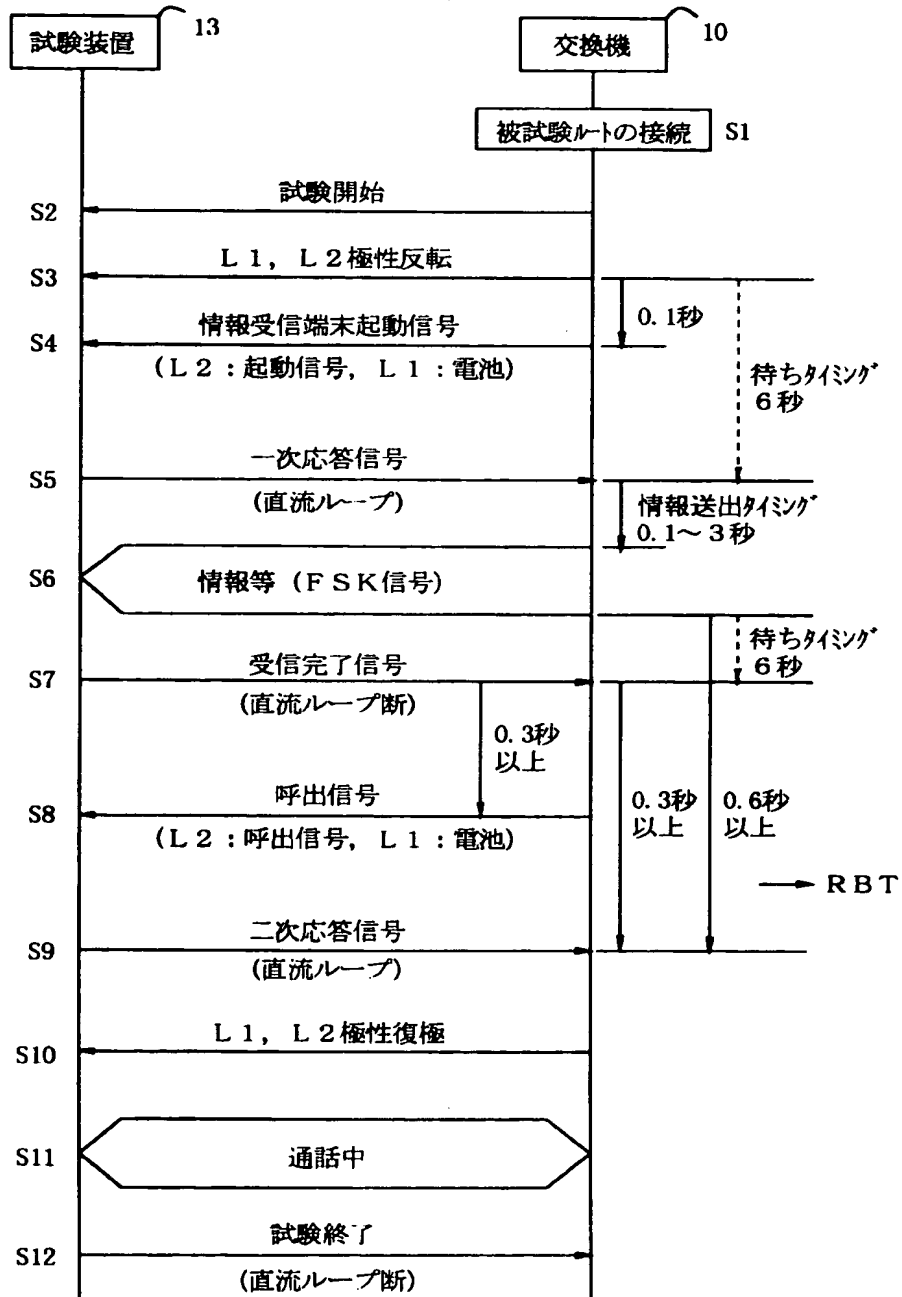 試験装置
13
交換機
10
被試験ﾙｰﾄの接続
S1
試験開始
S2
L1, L2極性反転
S3
0.1秒
情報受信端末起動信号
S4
(L2:起動信号, L1:電池)
待ちﾀｲﾐﾝｸﾞ
6秒
一次応答信号
S5
(直流ループ)
情報送出ﾀｲﾐﾝｸﾞ
0.1～3秒
S6
情報等 (FSK信号)
待ちﾀｲﾐﾝｸﾞ
6秒
受信完了信号
S7
(直流ループ断)
0.3秒
以上
呼出信号
0.3秒
以上
0.6秒
以上
S8
(L2:呼出信号, L1:電池)
RBT
二次応答信号
S9
(直流ループ)
L1, L2極性復極
S10
S11
通話中
試験終了
S12
(直流ループ断)